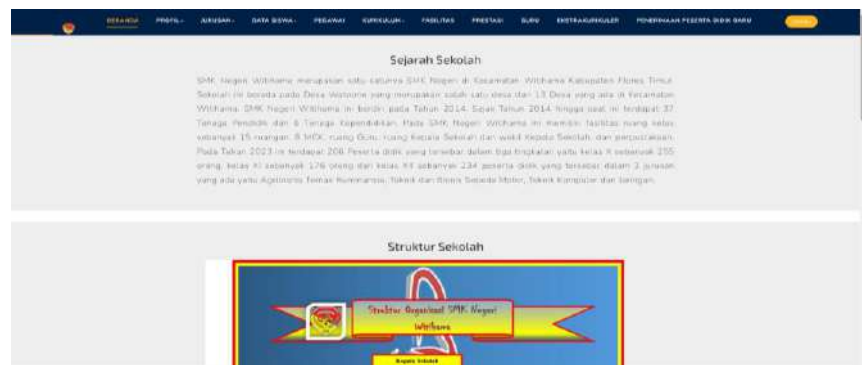 BERANDA PROFIL JURUSAN DATA SISWA PEGAWAI KURIKULUM FASILITAS PRESTASI GURU EKSTRAKURIKULER PENERIMAAN PESERTA DIDIK BARU
Sejarah Sekolah
SMK Negeri Witihama merupakan satu satunya SMK Negeri di Kecamatan Witihama Kabupaten Flores Timur.
Sekolah ini berada pada Desa Watoone yang merupakan salah satu desa dari 13 Desa yang ada di Kecamatan
Witihama. SMK Negeri Witihama ini berdiri pada Tahun 2014. Sejak Tahun 2014 hingga saat ini terdapat 37
Tenaga Pendidik dan 6 Tenaga Kependidikan. Pada SMK Negeri Witihama ini memiliki fasilitas ruang kelas
sebanyak 15 ruangan, 8 MCK, ruang Guru, ruang Kepala Sekolah dan wakil Kepala Sekolah, dan perpustakaan.
Pada Tahun 2023 ini terdapat 206 Peserta didik yang tersebar dalam tiga tingkatan yaitu kelas X sebanyak 255
orang, kelas XI sebanyak 176 orang dan kelas XII sebanyak 234 peserta didik yang tersebar dalam 3 jurusan
yang ada yaitu Agribisnis Ternak Ruminansia, Teknik dan Bisnis Sepeda Motor, Teknik Komputer dan Jaringan.
Struktur Sekolah
Struktur Organisasi SMK Negeri
Witihama
Kepala Sekolah